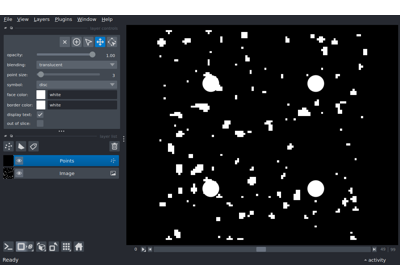 File View Layers Plugins Window Help
opacity: 1.00
blending: translucent
point size:
symbol: disc
face color: white
border color: white
display text:
out of slice:
Points
Image
Ready
activity